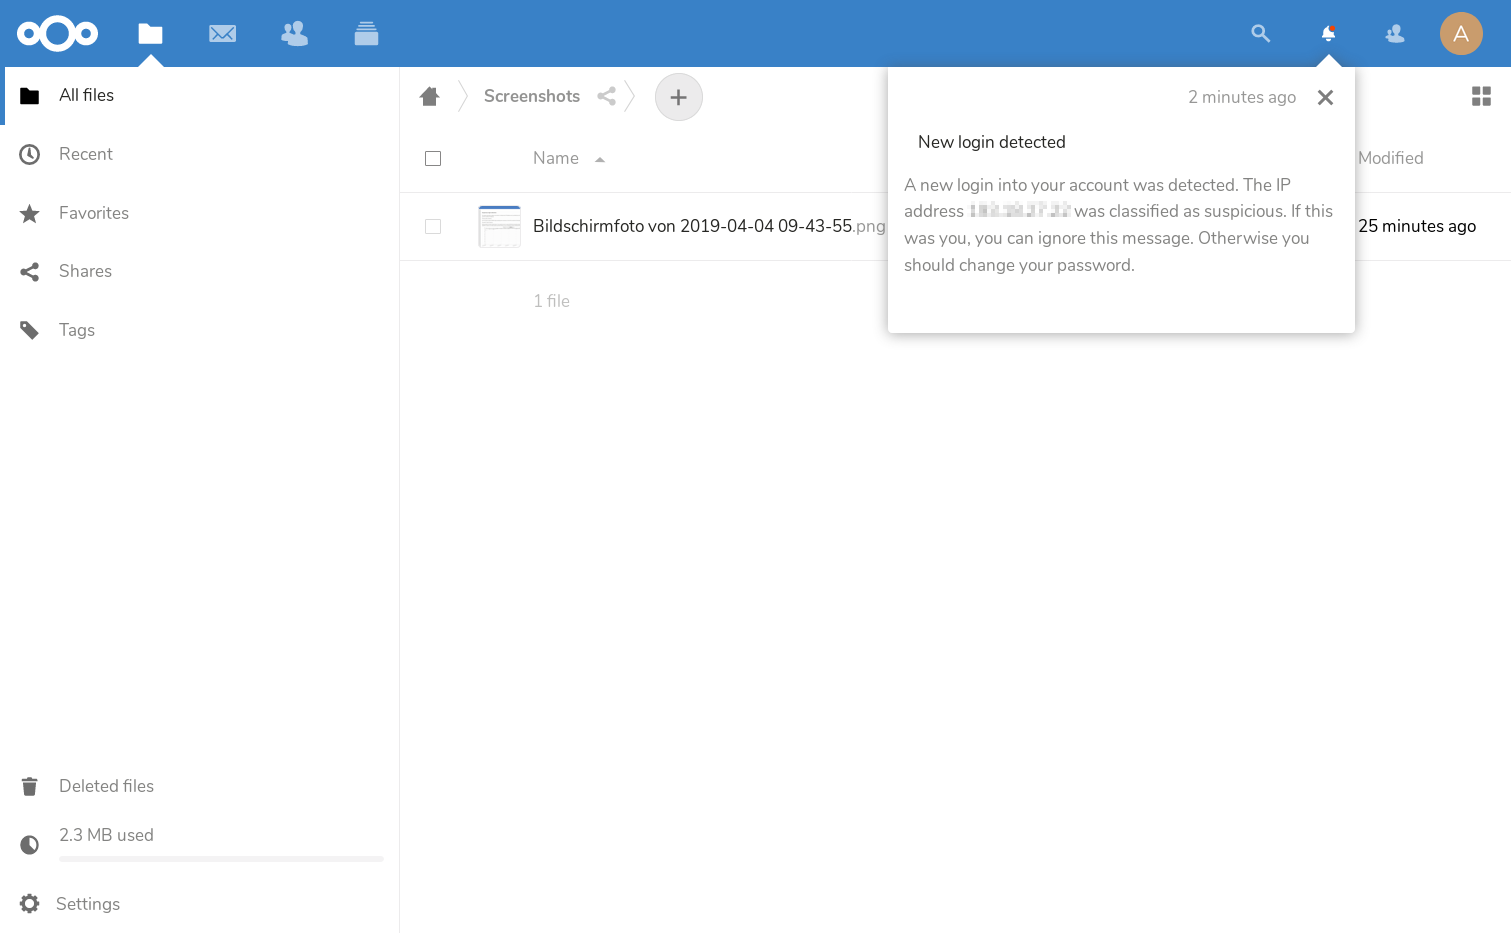 A
All files
Recent
Favorites
Shares
Tags
Deleted files
2.3 MB used
Settings
Screenshots
Name
Modified
Bildschirmfoto von 2019-04-04 09-43-55.png
25 minutes ago
1 file
2 minutes ago
New login detected
A new login into your account was detected. The IP
address was classified as suspicious. If this
was you, you can ignore this message. Otherwise you
should change your password.